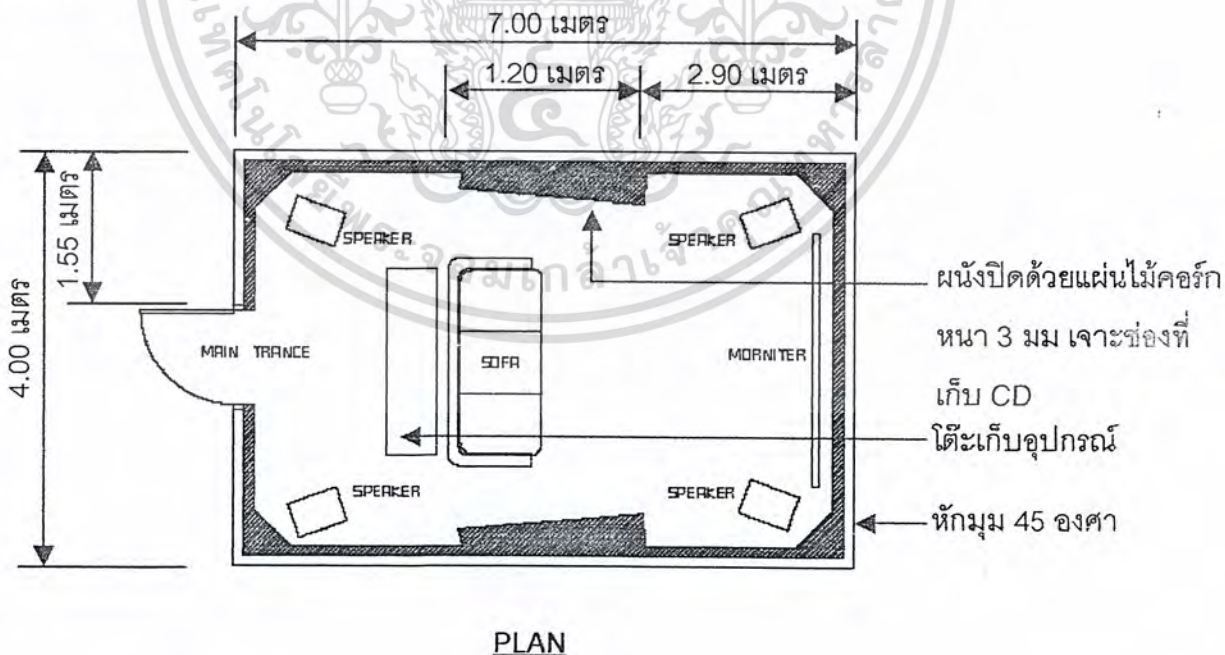 7.00 เมตร
1.20 เมตร
2.90 เมตร
1.55 เมตร
4.00 เมตร
SPEAKER
SPEAKER
MAIN TRANCE
SOFA
MORNITER
SPEAKER
SPEAKER
ผนังปิดด้วยแผ่นไม้คอร์ก
หนา 3 มม เจาะช่องที่
เก็บ CD
โต๊ะเก็บอุปกรณ์
หักมุม 45 องศา
PLAN